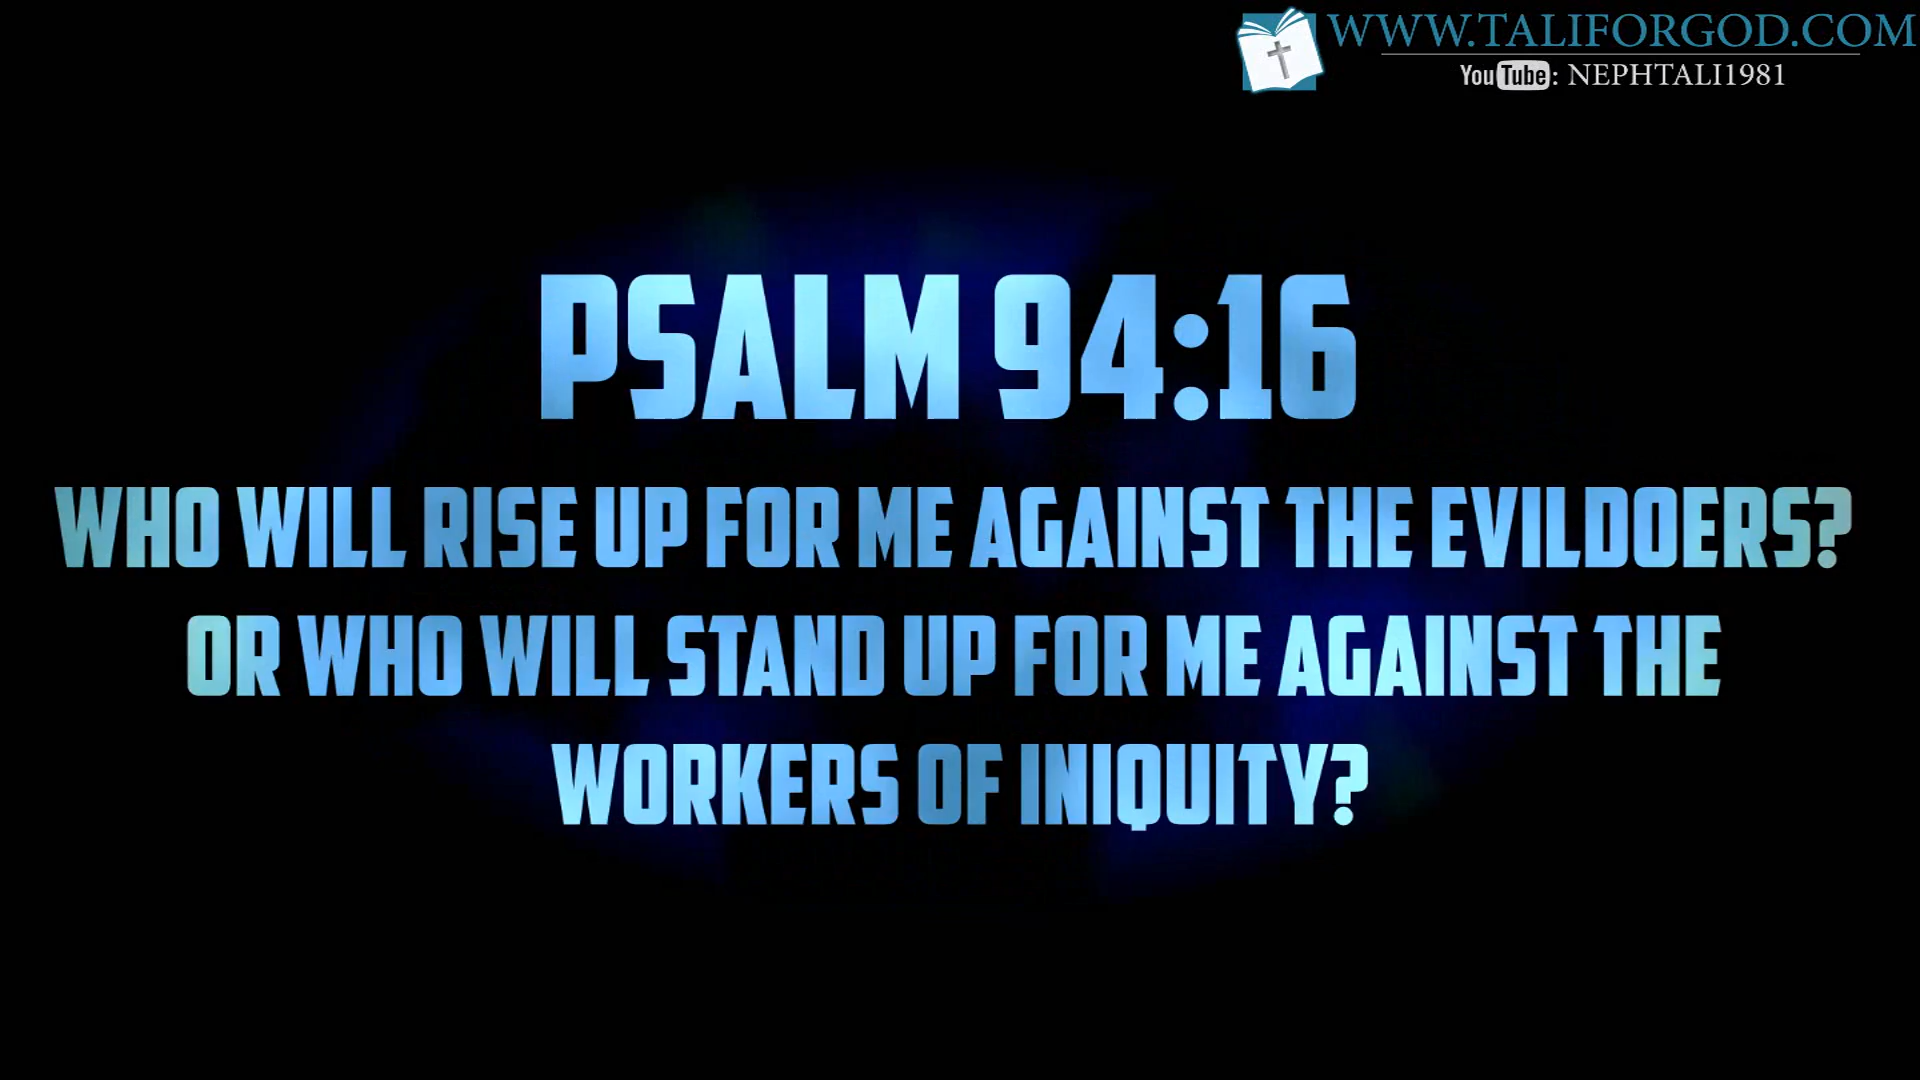 WWW.TALIFORGOD.COM
YouTube: NEPHTALI1981
PSALM 94:16
WHO WILL RISE UP FOR ME AGAINST THE EVILDOERS?
OR WHO WILL STAND UP FOR ME AGAINST THE
WORKERS OF INIQUITY?